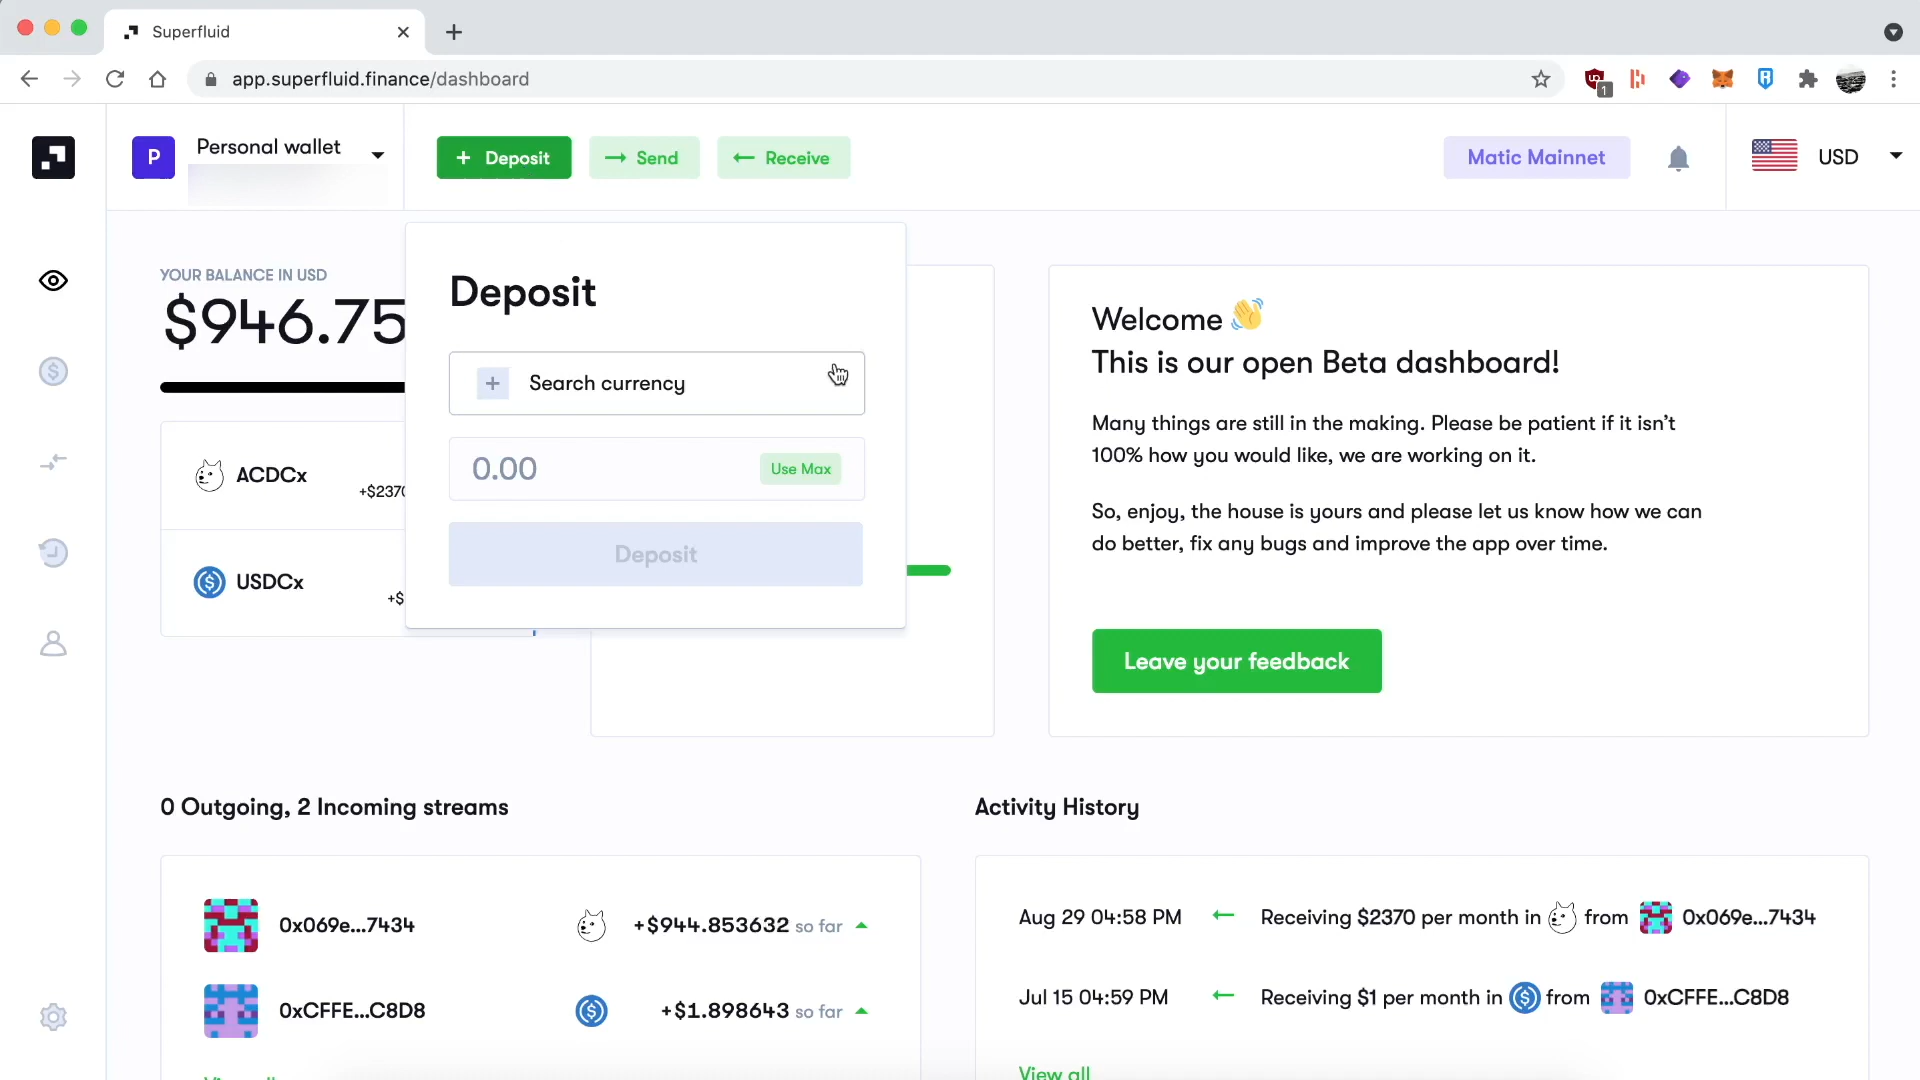 Superfluid
app.superfluid.finance/dashboard
1
P
Personal wallet
+ Deposit
→ Send
← Receive
Matic Mainnet
USD
YOUR BALANCE IN USD
$946.75
ACDCx
+$2370
USDCx
+$
Deposit
+ Search currency
0.00
Use Max
Deposit
Welcome 👋
This is our open Beta dashboard!
Many things are still in the making. Please be patient if it isn’t
100% how you would like, we are working on it.
So, enjoy, the house is yours and please let us know how we can
do better, fix any bugs and improve the app over time.
Leave your feedback
0 Outgoing, 2 Incoming streams
0x069e...7434
+$944.853632 so far
0xCFFE...C8D8
+$1.898643 so far
Activity History
Aug 29 04:58 PM ← Receiving $2370 per month in from 0x069e...7434
Jul 15 04:59 PM ← Receiving $1 per month in from 0xCFFE...C8D8
View all